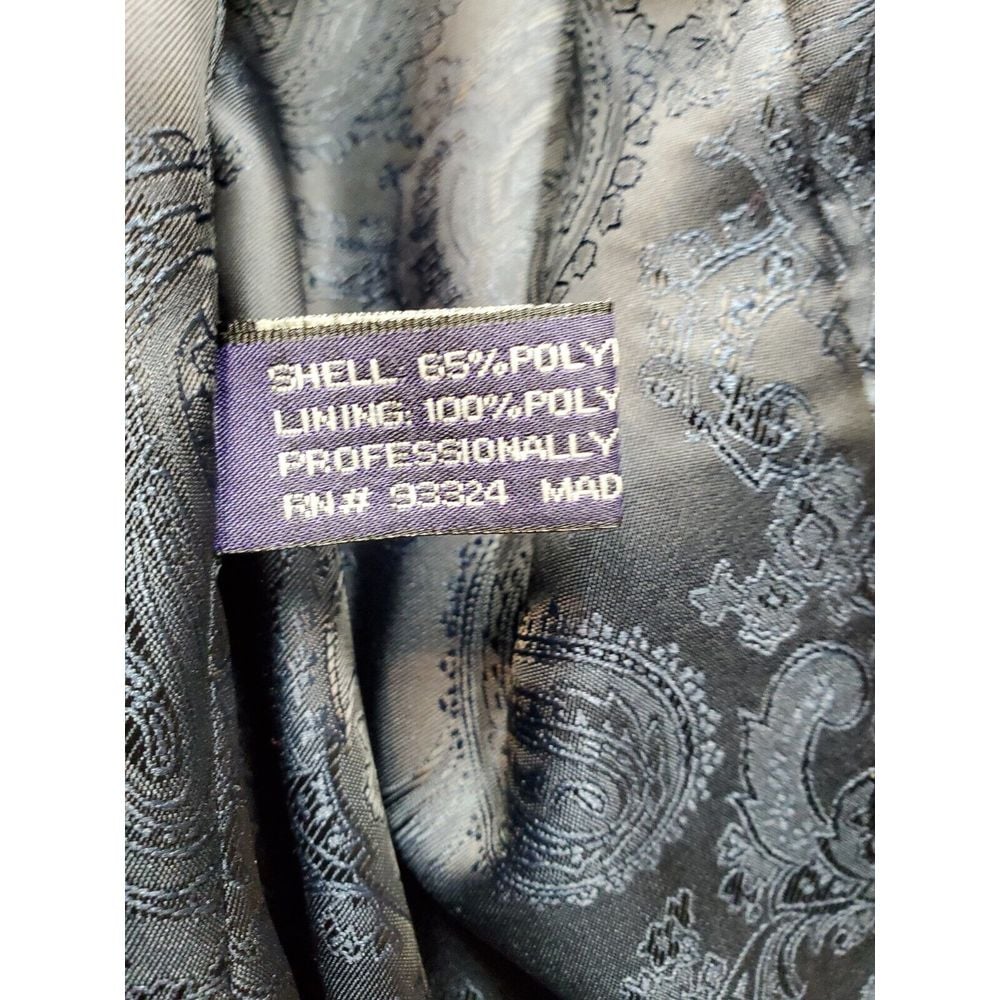 SHELL: 65%POLY
LINING: 100%POLY
PROFESSIONALLY
RN# 93324 MAD